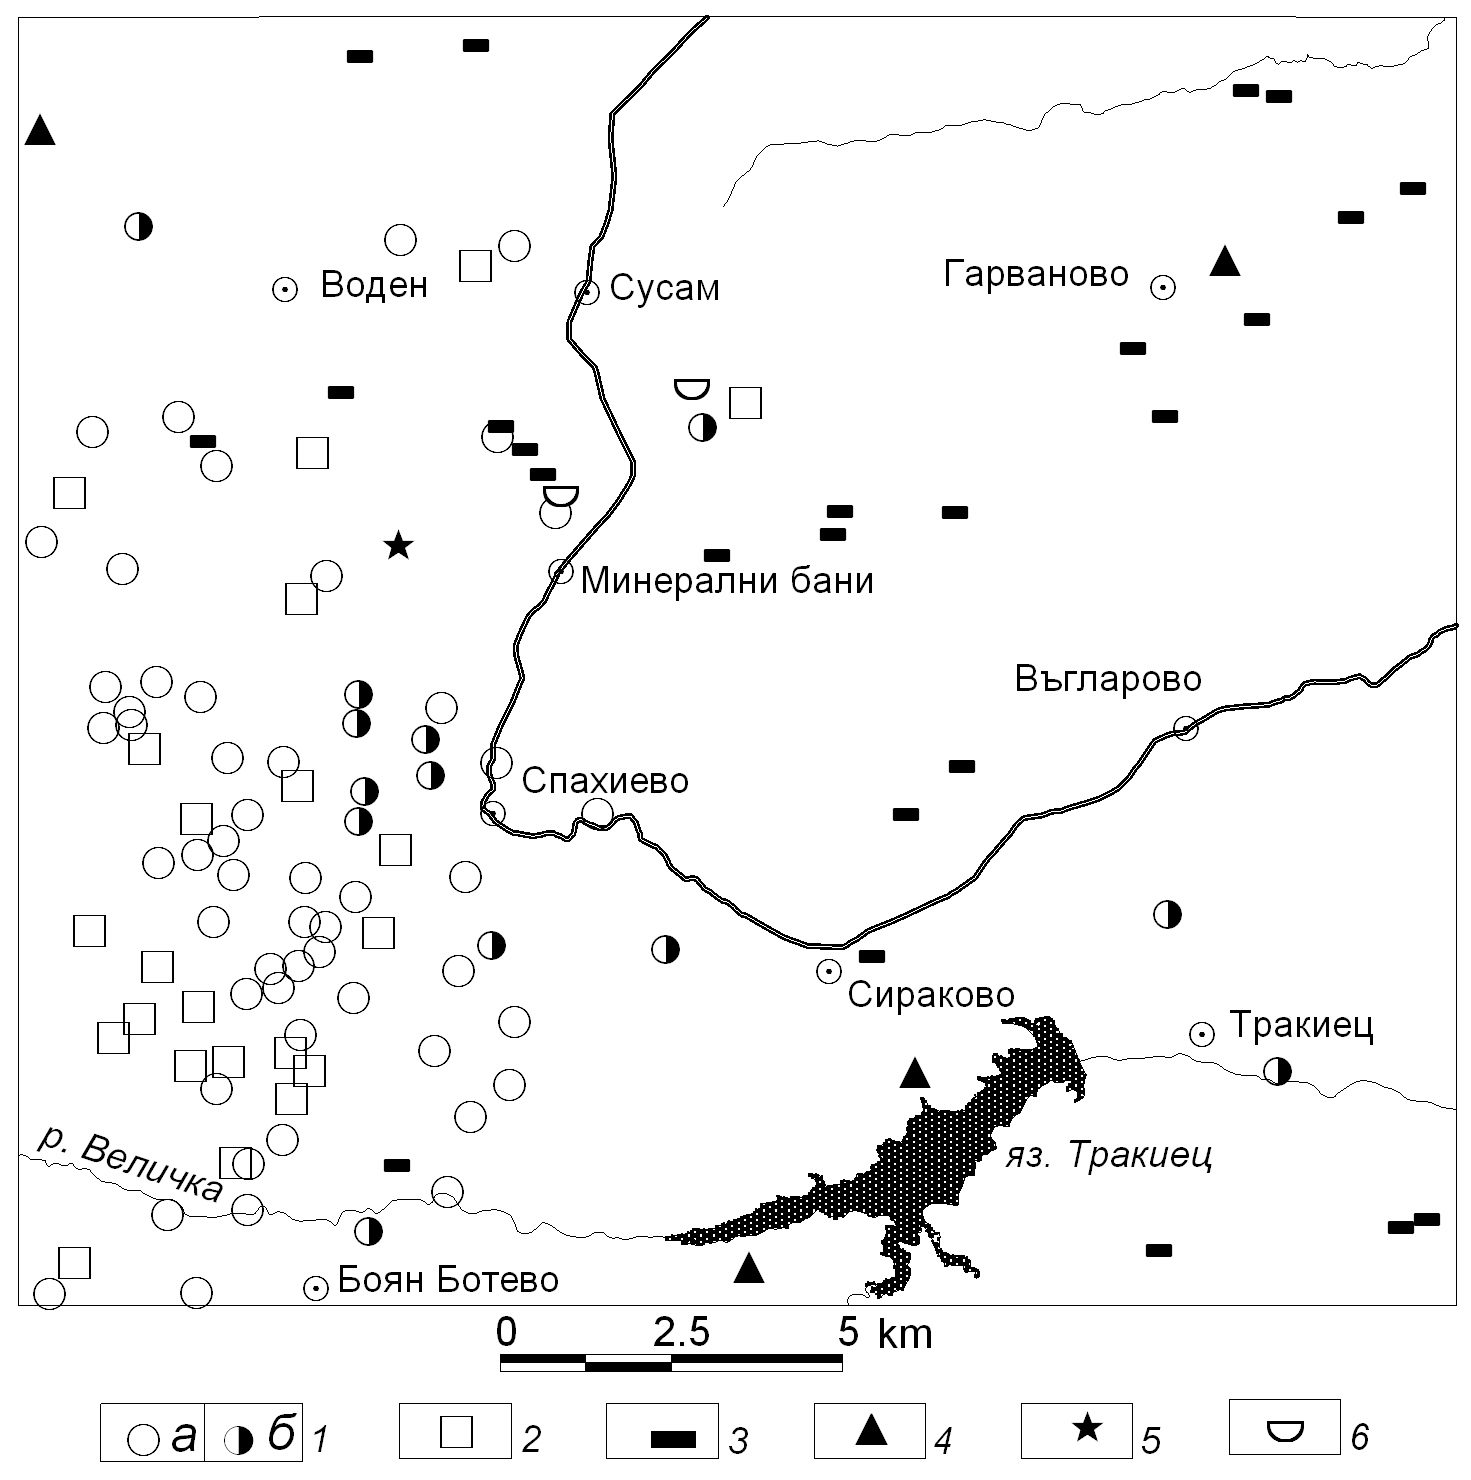 Воден
Сусам
Гарваново
Минерални бани
Въгларово
Спахиево
Сираково
Тракиец
р. Величка
яз. Тракиец
Боян Ботево
0 2.5 5 km
а б 1 2 3 4 5 6